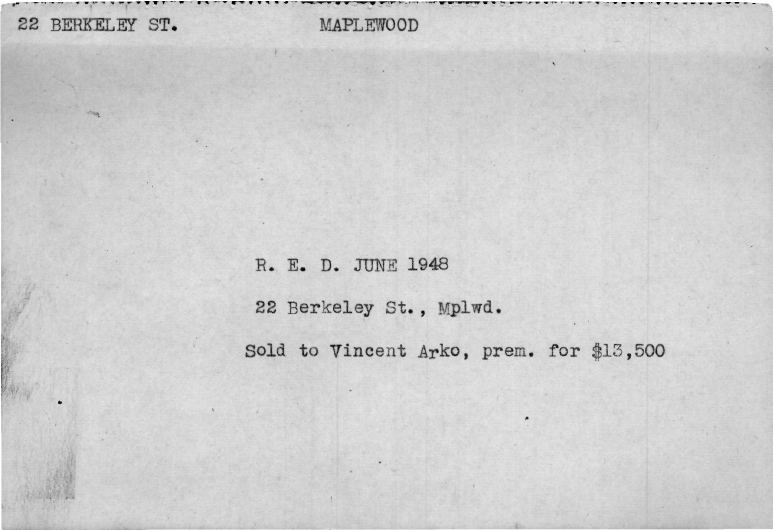 22 BERKELEY ST. MAPLEWOOD
R. E. D. JUNE 1948
22 Berkeley St., Mplwd.
Sold to Vincent Arko, prem. for $13,500